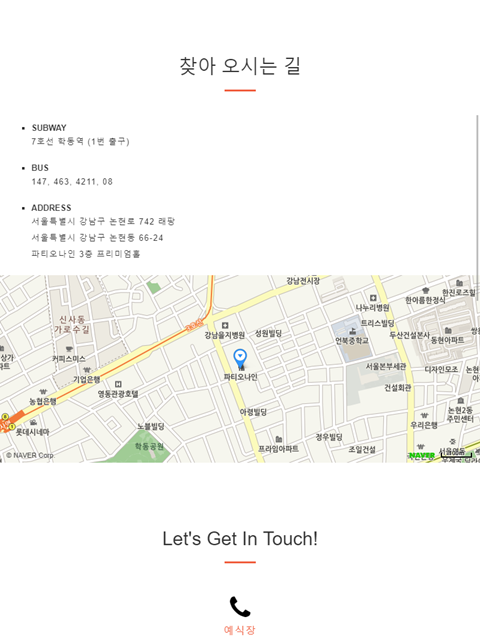 찾아 오시는 길
SUBWAY
7호선 학동역 (1번 출구)
BUS
147, 463, 4211, 08
ADDRESS
서울특별시 강남구 논현로 742 래팡
서울특별시 강남구 논현동 66-24
파티오나인 3층 프리미엄홀
강남전시장
한진로즈힐
나누리병원
한아름한정식
신사동
가로수길
트리스빌딩
강남을지병원
성원빌딩
언북중학교
두산건설본사
동현아파트
커피스미스
서울본부세관
디자인모조
기업은행
파티오나인
영동관광호텔
건설회관
농협은행
논현2동
주민센터
아경빌딩
우리은행
롯데시네마
노블빌딩
정우빌딩
학동공원
프라임아파트
조일건설
© NAVER Corp.
NAVER
Let's Get In Touch!
예식장